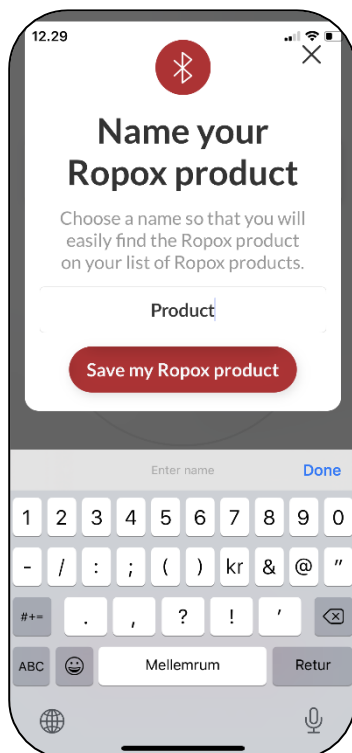 12.29
Name your
Ropox product
Choose a name so that you will
easily find the Ropox product
on your list of Ropox products.
Product
Save my Ropox product
Enter name Done
1 2 3 4 5 6 7 8 9 0
- / : ; ( ) kr & @ "
#+= . , ? ! '
ABC Mellemrum Retur